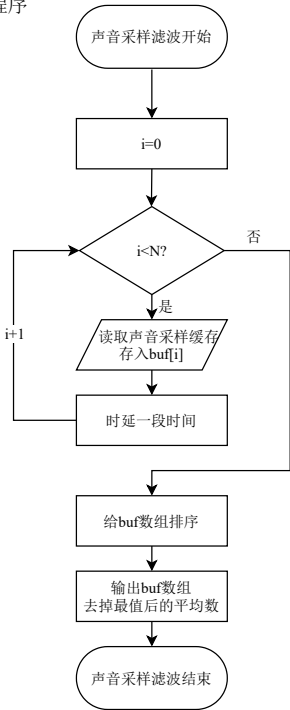 程序
声音采样滤波开始
i=0
i<N?
否
是
i+1
读取声音采样缓存
存入buf[i]
时延一段时间
给buf数组排序
输出buf数组
去掉最值后的平均数
声音采样滤波结束